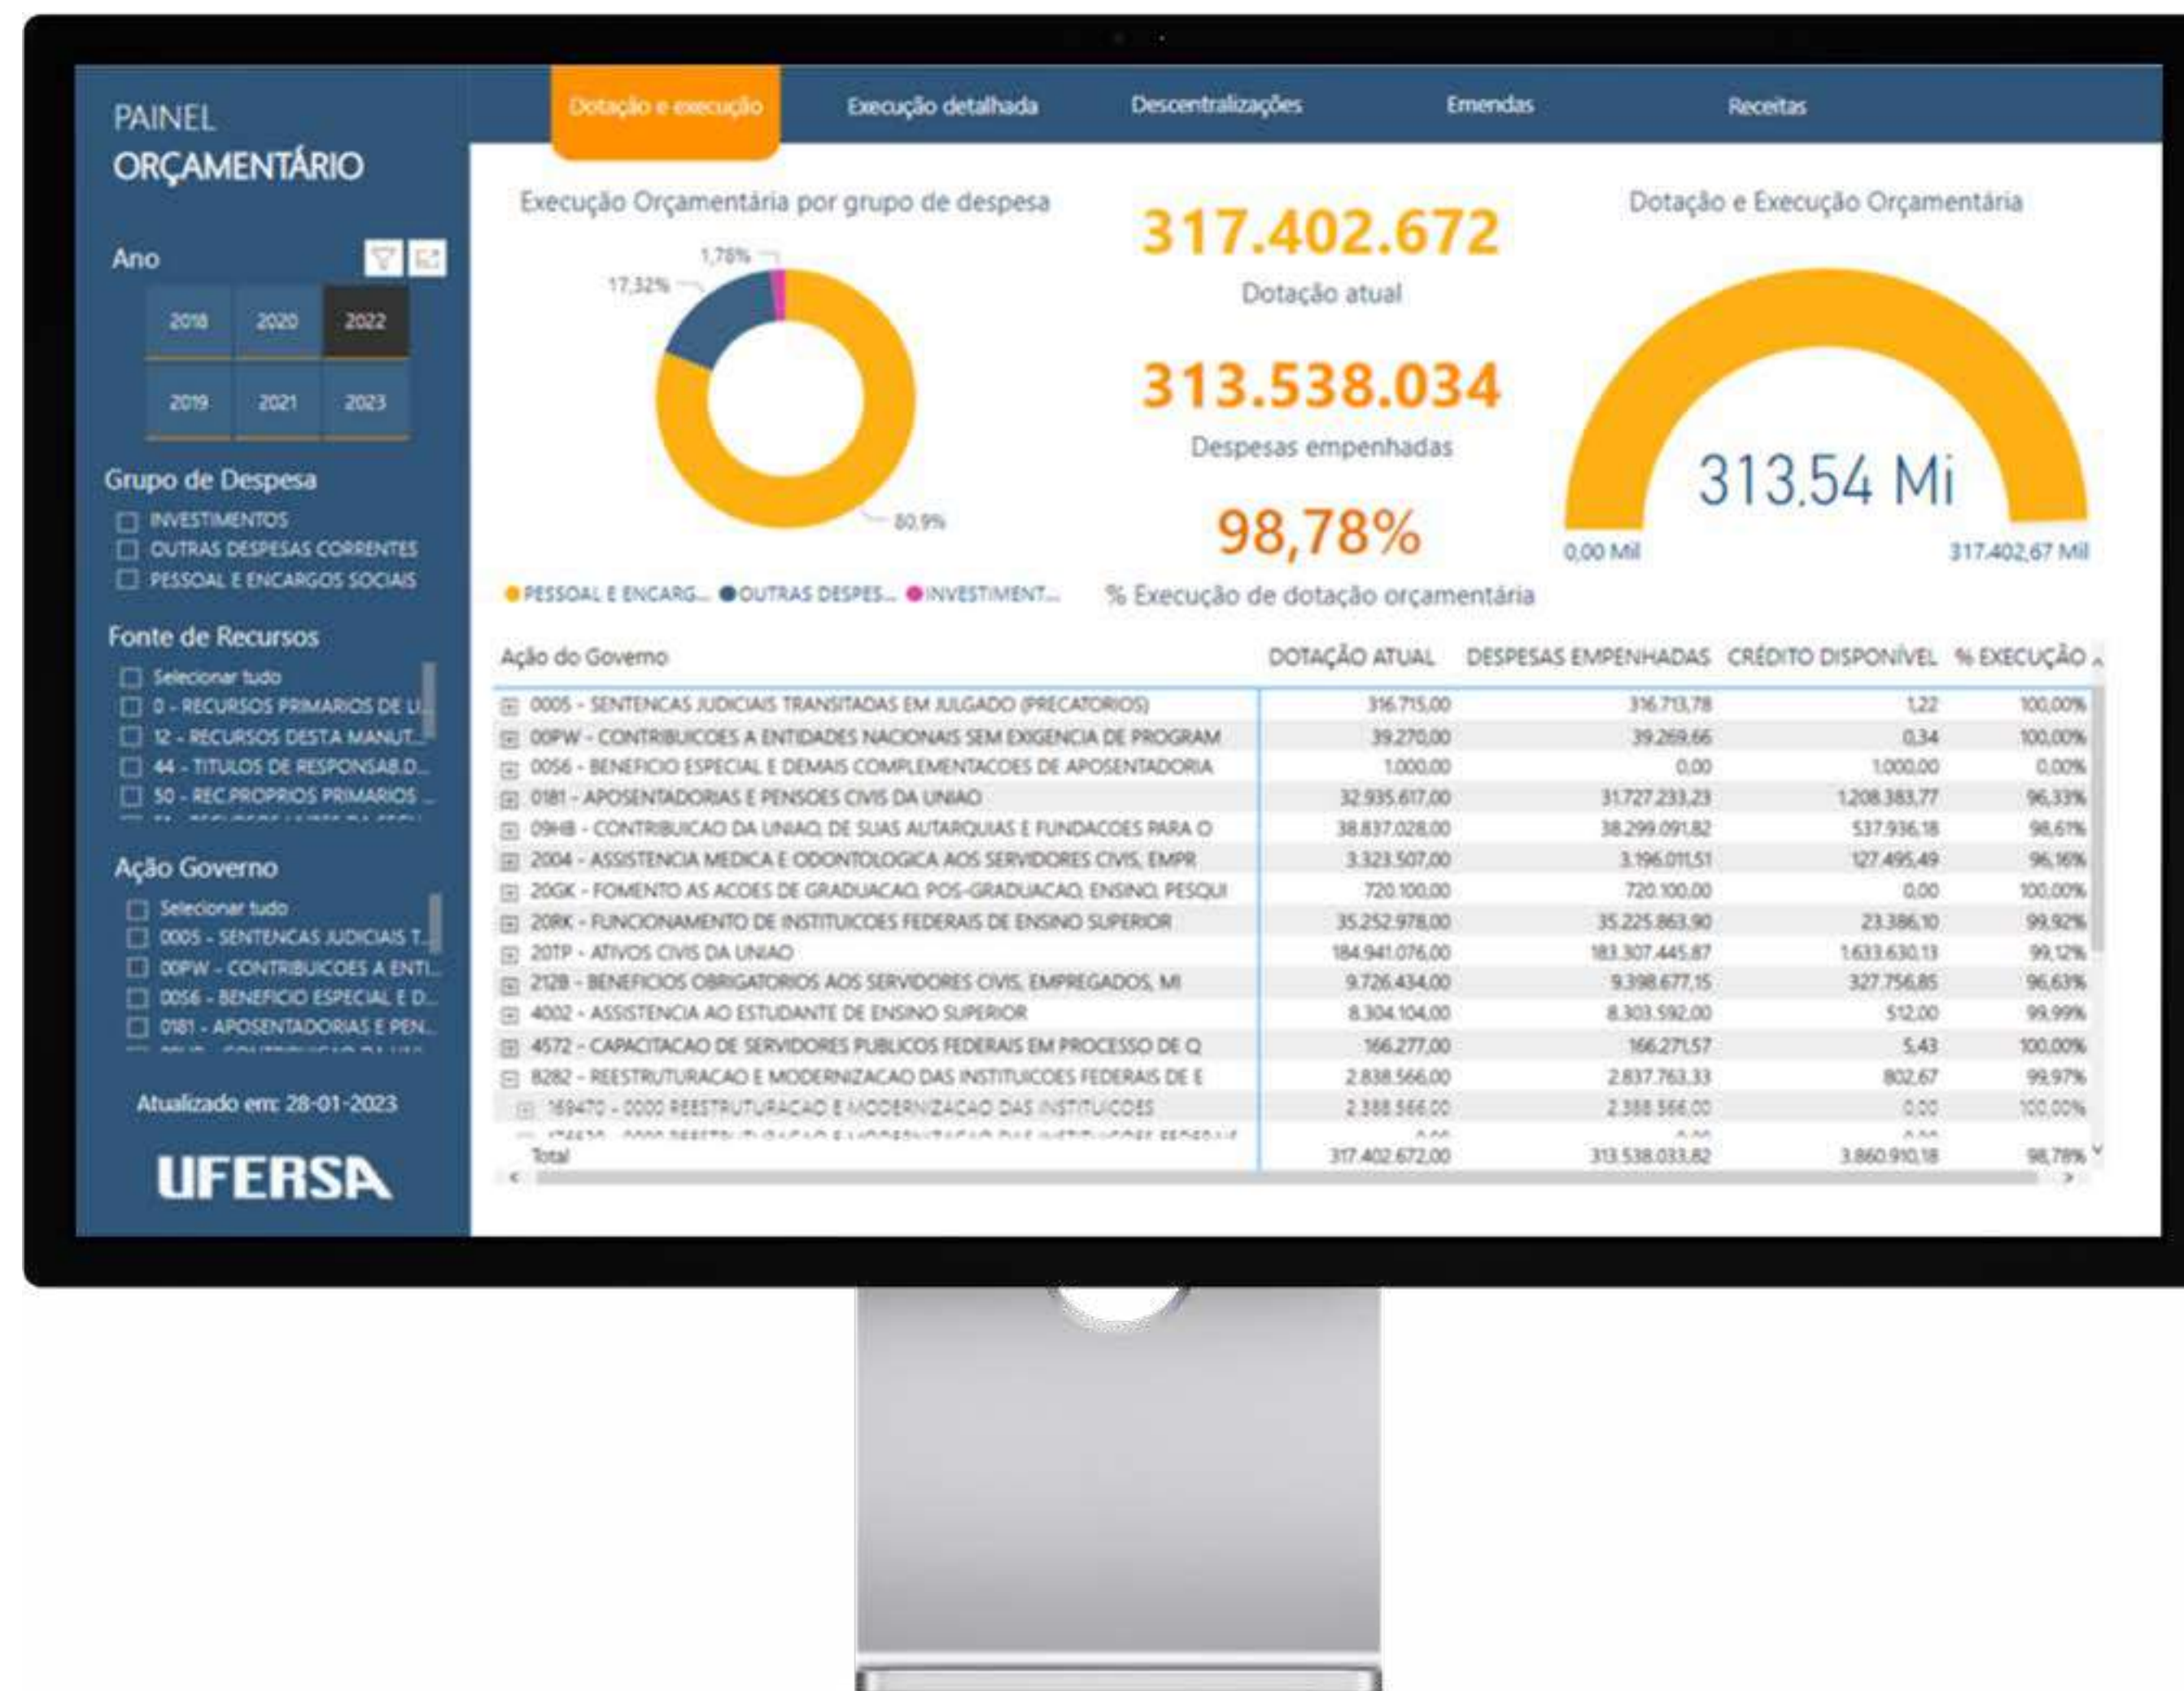 PAINEL
ORÇAMENTÁRIO
Ano
2018 2020 2022
2019 2021 2023
Grupo de Despesa
INVESTIMENTOS
OUTRAS DESPESAS CORRENTES
PESSOAL E ENCARGOS SOCIAIS
Fonte de Recursos
Selecionar tudo
0 - RECURSOS PRIMARIOS DE LI...
12 - RECURSOS DESTA MANUT...
44 - TITULOS DE RESPONSAB.D...
50 - REC.PROPRIOS PRIMARIOS ...
Ação Governo
Selecionar tudo
0005 - SENTENCAS JUDICIAIS T...
00PW - CONTRIBUICOES A ENTI...
0056 - BENEFICIO ESPECIAL E D...
0181 - APOSENTADORIAS E PEN...
Atualizado em: 28-01-2023
UFERSA
Dotação e execução Execução detalhada Descentralizações Emendas Receitas
Execução Orçamentária por grupo de despesa
1,78%
17,32%
80,9%
PESSOAL E ENCARG... OUTRAS DESPES... INVESTIMENT...
317.402.672
Dotação atual
313.538.034
Despesas empenhadas
98,78%
% Execução de dotação orçamentária
Dotação e Execução Orçamentária
313,54 Mi
0,00 Mil 317.402,67 Mil
Ação do Governo DOTAÇÃO ATUAL DESPESAS EMPENHADAS CRÉDITO DISPONÍVEL % EXECUÇÃO
0005 - SENTENCAS JUDICIAIS TRANSITADAS EM JULGADO (PRECATORIOS) 316.715,00 316.713,78 1,22 100,00%
00PW - CONTRIBUICOES A ENTIDADES NACIONAIS SEM EXIGENCIA DE PROGRAM 39.270,00 39.269,66 0,34 100,00%
0056 - BENEFICIO ESPECIAL E DEMAIS COMPLEMENTACOES DE APOSENTADORIA 1.000,00 0,00 1.000,00 0,00%
0181 - APOSENTADORIAS E PENSOES CIVIS DA UNIAO 32.935.617,00 31.727.233,23 1.208.383,77 96,33%
09HB - CONTRIBUICAO DA UNIAO, DE SUAS AUTARQUIAS E FUNDACOES PARA O 38.837.028,00 38.299.091,82 537.936,18 98,61%
2004 - ASSISTENCIA MEDICA E ODONTOLOGICA AOS SERVIDORES CIVIS, EMPR 3.323.507,00 3.196.011,51 127.495,49 96,16%
20GK - FOMENTO AS ACOES DE GRADUACAO, POS-GRADUACAO, ENSINO, PESQUI 720.100,00 720.100,00 0,00 100,00%
20RK - FUNCIONAMENTO DE INSTITUICOES FEDERAIS DE ENSINO SUPERIOR 35.252.978,00 35.225.863,90 23.386,10 99,92%
20TP - ATIVOS CIVIS DA UNIAO 184.941.076,00 183.307.445,87 1.633.630,13 99,12%
212B - BENEFICIOS OBRIGATORIOS AOS SERVIDORES CIVIS, EMPREGADOS, MI 9.726.434,00 9.398.677,15 327.756,85 96,63%
4002 - ASSISTENCIA AO ESTUDANTE DE ENSINO SUPERIOR 8.304.104,00 8.303.592,00 512,00 99,99%
4572 - CAPACITACAO DE SERVIDORES PUBLICOS FEDERAIS EM PROCESSO DE Q 166.277,00 166.271,57 5,43 100,00%
8282 - REESTRUTURACAO E MODERNIZACAO DAS INSTITUICOES FEDERAIS DE E 2.838.566,00 2.837.763,33 802,67 99,97%
169470 - 0000 REESTRUTURACAO E MODERNIZACAO DAS INSTITUICOES 2.388.566,00 2.388.566,00 0,00 100,00%
Total 317.402.672,00 313.538.033,82 3.860.910,18 98,78%